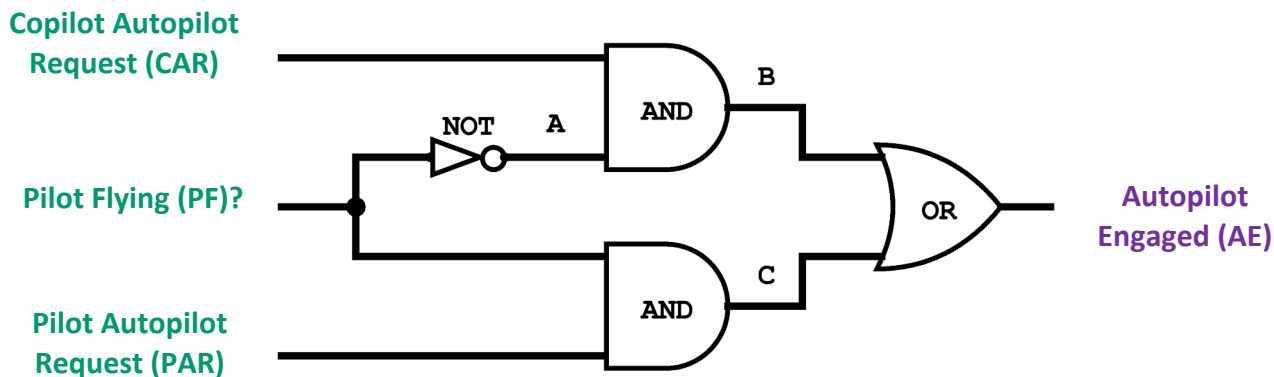 Copilot Autopilot
Request (CAR)
B
AND
NOT
A
Pilot Flying (PF)?
OR
Autopilot
Engaged (AE)
C
AND
Pilot Autopilot
Request (PAR)